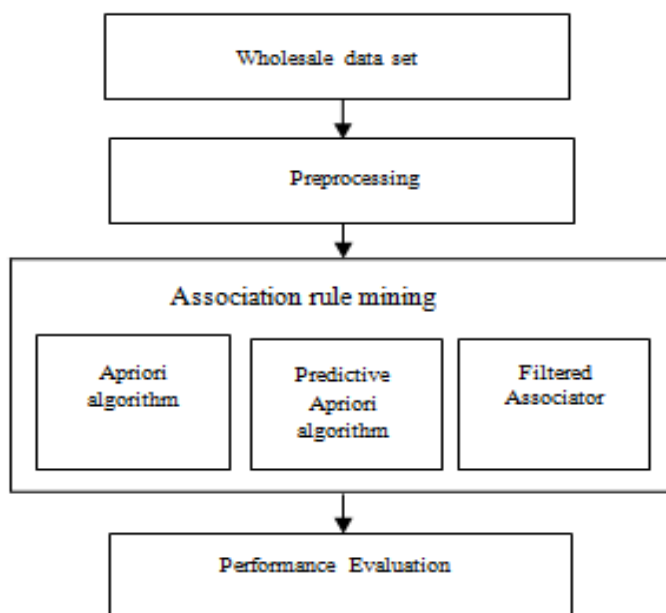 Wholesale data set
Preprocessing
Association rule mining
Apriori
algorithm
Predictive
Apriori
algorithm
Filtered
Associator
Performance Evaluation